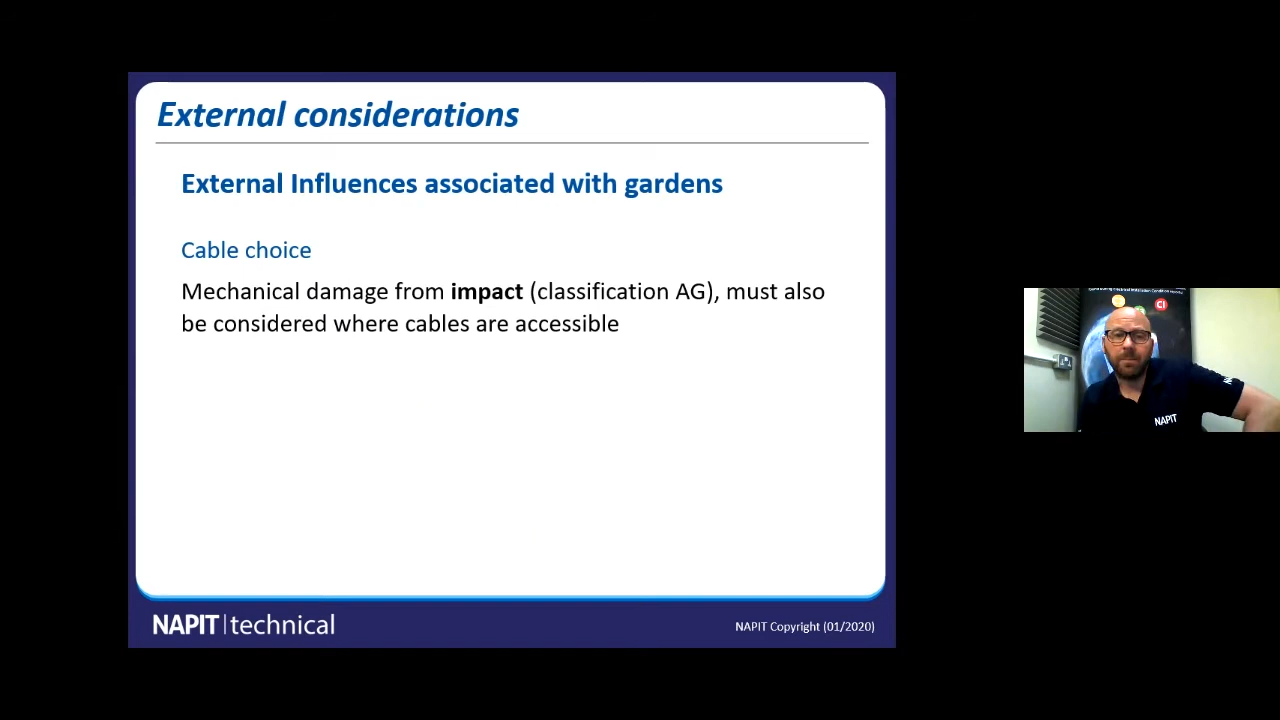 External considerations
External Influences associated with gardens
Cable choice
Mechanical damage from impact (classification AG), must also
be considered where cables are accessible
NAPIT | technical
NAPIT Copyright (01/2020)
NAPIT